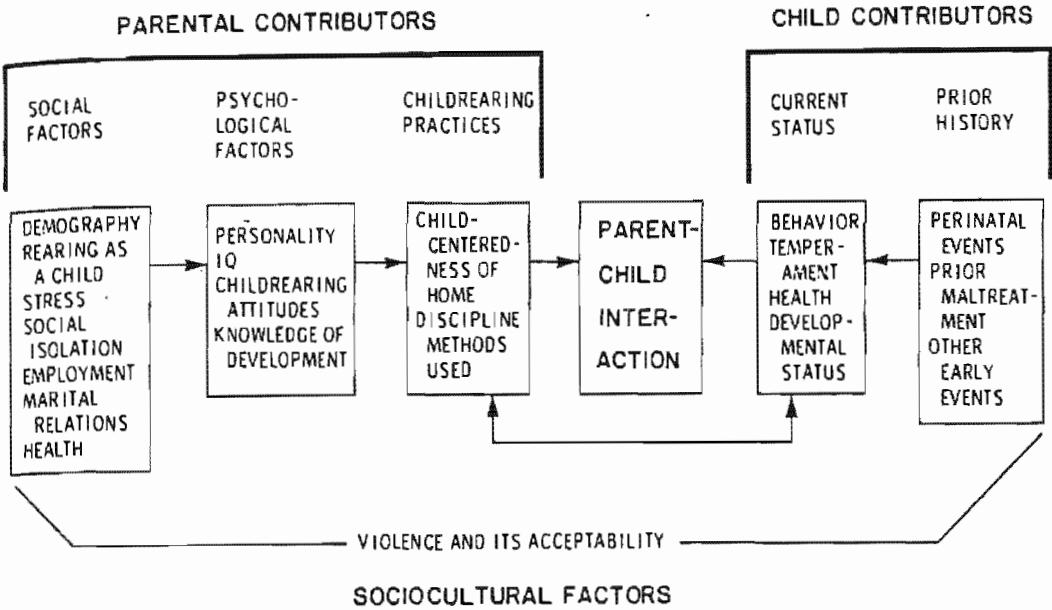 PARENTAL CONTRIBUTORS
CHILD CONTRIBUTORS
SOCIAL
FACTORS
PSYCHO-
LOGICAL
FACTORS
CHILDREARING
PRACTICES
CURRENT
STATUS
PRIOR
HISTORY
DEMOGRAPHY
REARING AS
A CHILD
STRESS
SOCIAL
ISOLATION
EMPLOYMENT
MARITAL
RELATIONS
HEALTH
PERSONALITY
IQ
CHILDREARING
ATTITUDES
KNOWLEDGE OF
DEVELOPMENT
CHILD-
CENTERED-
NESS OF
HOME
DISCIPLINE
METHODS
USED
PARENT-
CHILD
INTER-
ACTION
BEHAVIOR
TEMPER-
AMENT
HEALTH
DEVELOP-
MENTAL
STATUS
PERINATAL
EVENTS
PRIOR
MALTREAT-
MENT
OTHER
EARLY
EVENTS
VIOLENCE AND ITS ACCEPTABILITY
SOCIOCULTURAL FACTORS